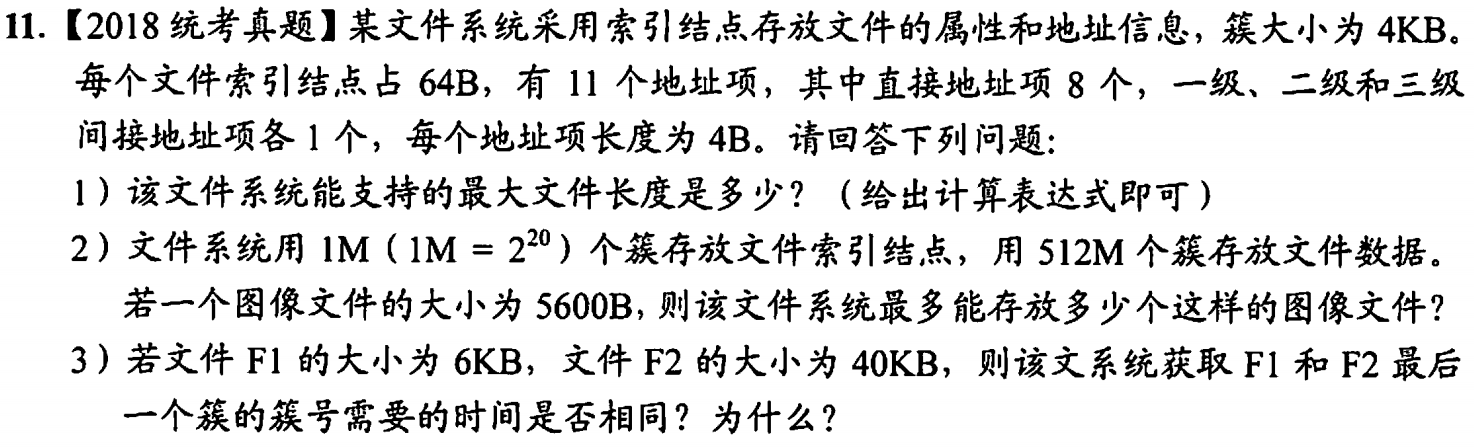 11.【2018 统考真题】某文件系统采用索引结点存放文件的属性和地址信息，簇大小为 4KB。
每个文件索引结点占 64B，有 11 个地址项，其中直接地址项 8 个，一级、二级和三级
间接地址项各 1 个，每个地址项长度为 4B。请回答下列问题：
1）该文件系统能支持的最大文件长度是多少？（给出计算表达式即可）
2）文件系统用 1M（1M = 2²⁰）个簇存放文件索引结点，用 512M 个簇存放文件数据。
若一个图像文件的大小为 5600B，则该文件系统最多能存放多少个这样的图像文件？
3）若文件 F1 的大小为 6KB，文件 F2 的大小为 40KB，则该文系统获取 F1 和 F2 最后
一个簇的簇号需要的时间是否相同？为什么？